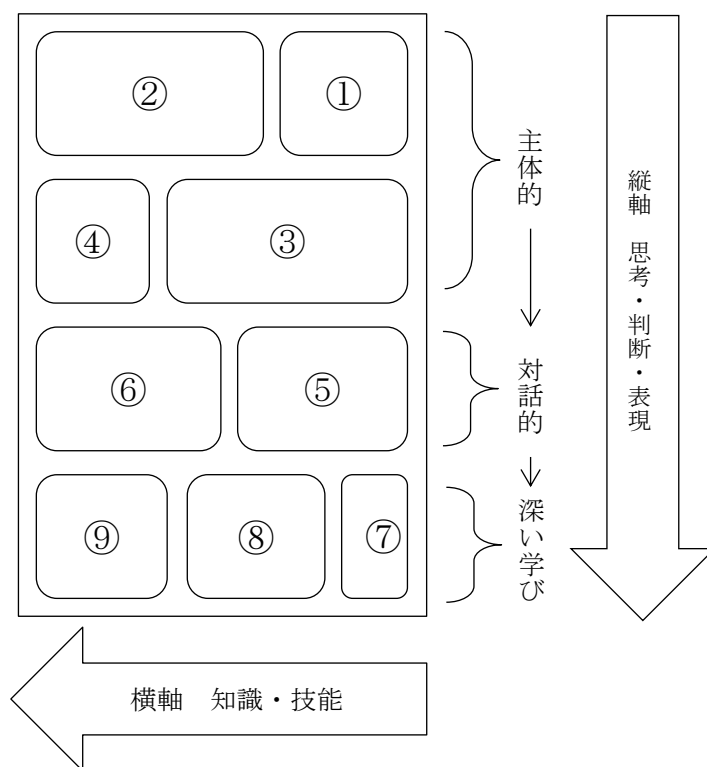 ②
①
④
③
⑥
⑤
⑨
⑧
⑦
主体的
対話的
深い学び
縦軸　思考・判断・表現
横軸　知識・技能